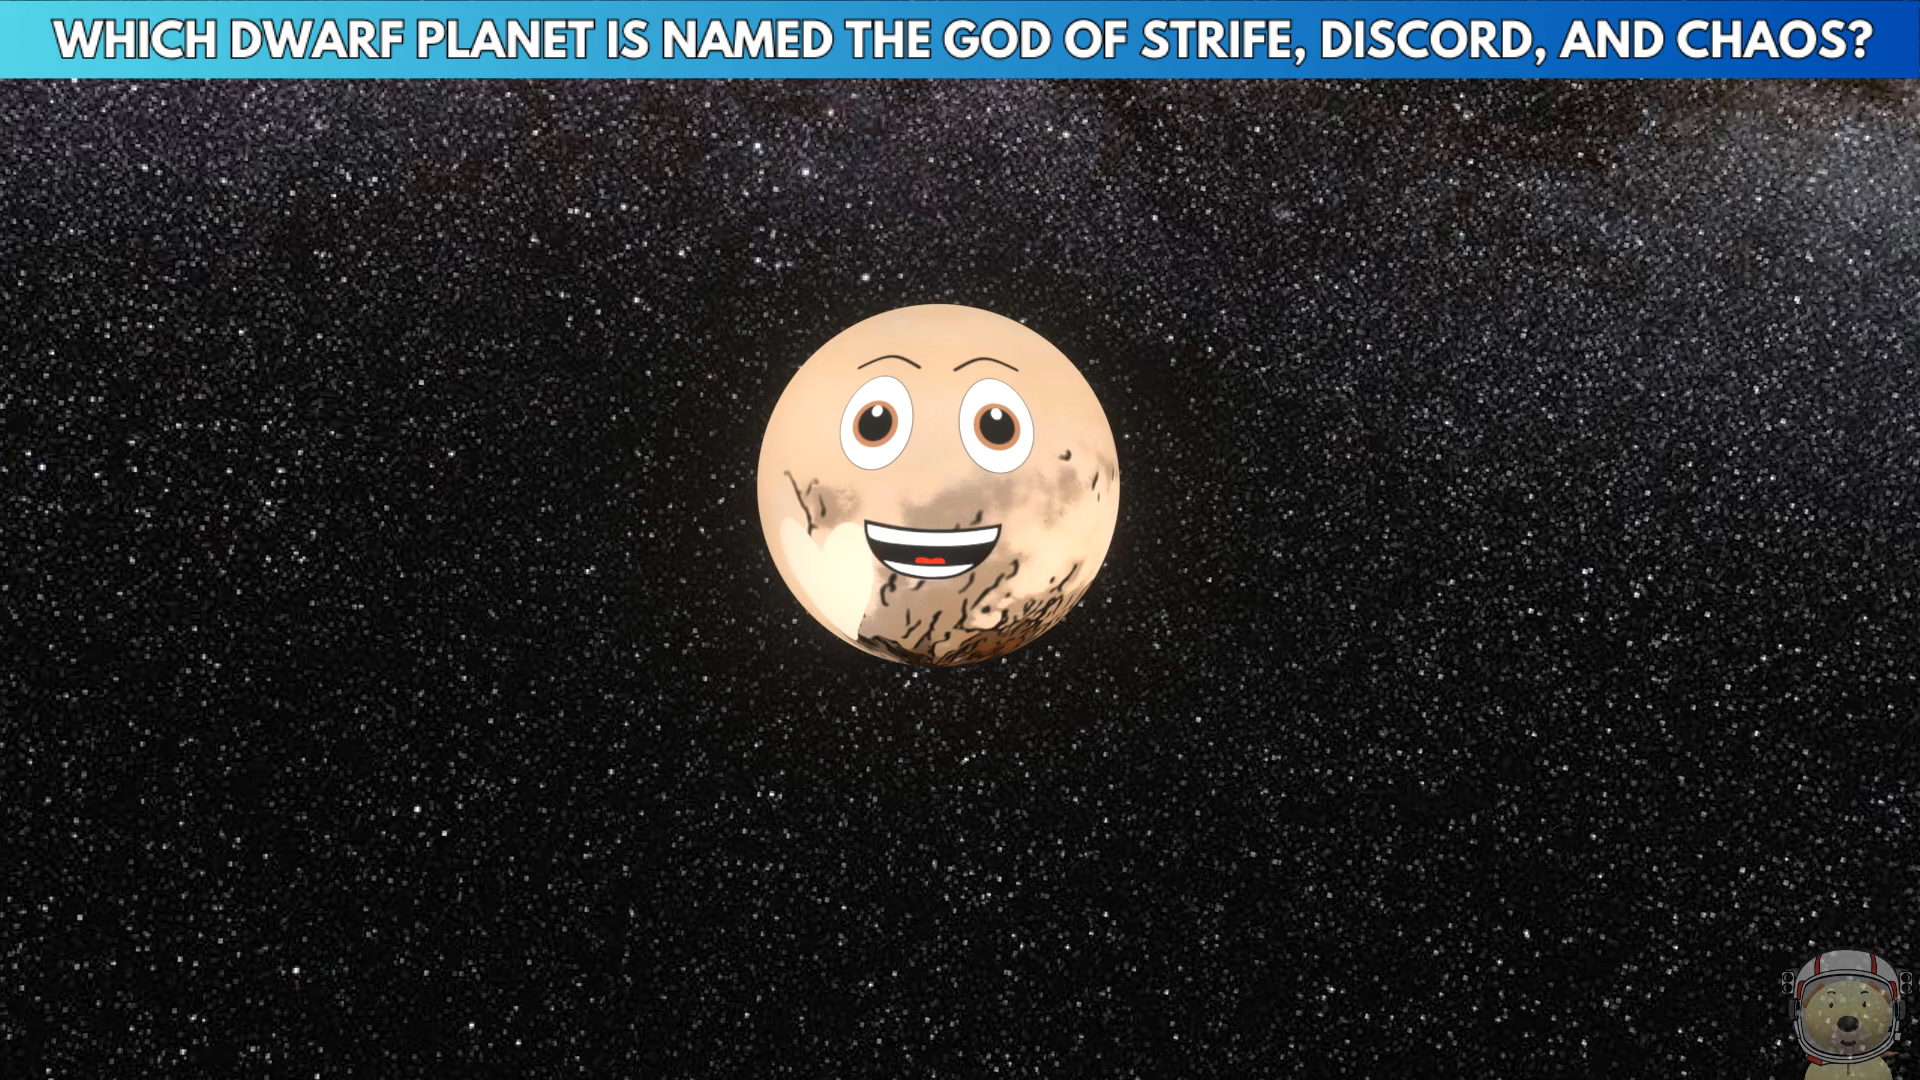 WHICH DWARF PLANET IS NAMED THE GOD OF STRIFE, DISCORD, AND CHAOS?